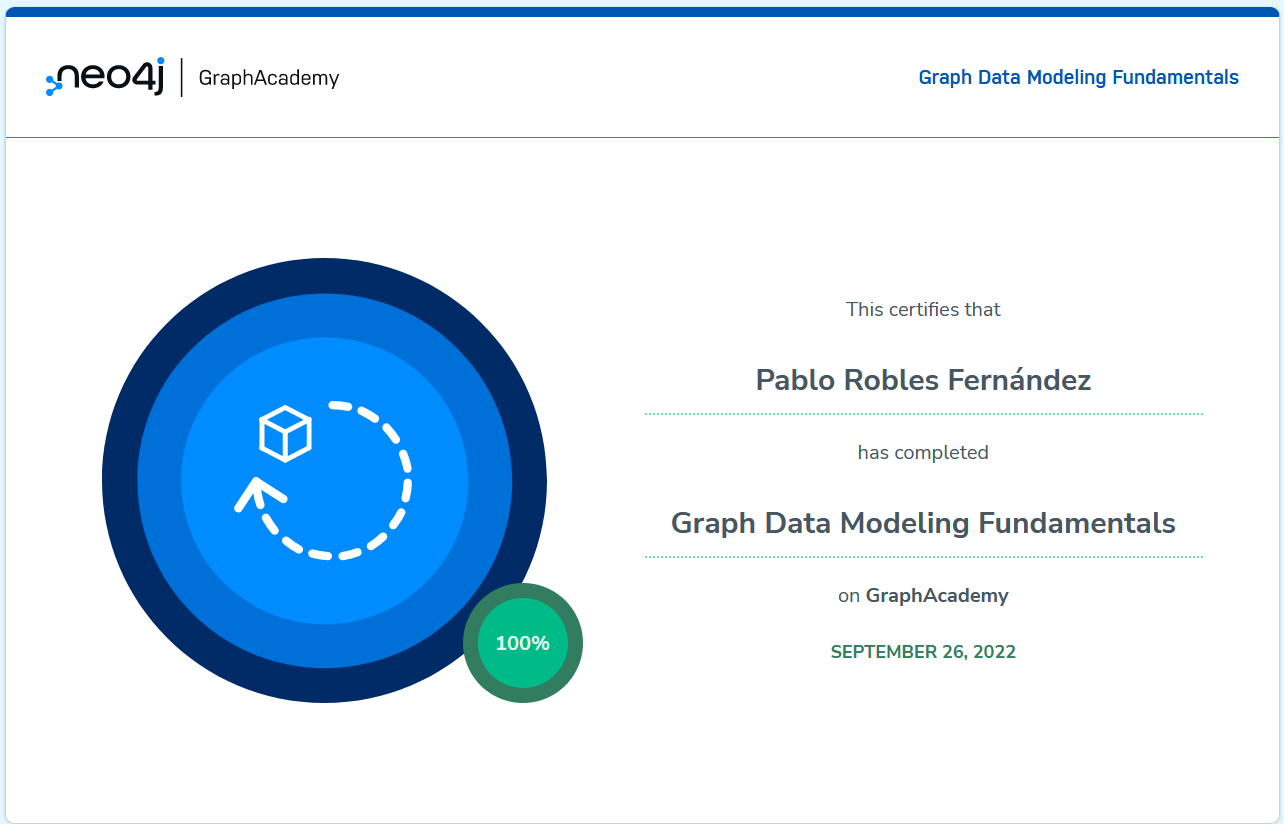 neo4j
GraphAcademy
Graph Data Modeling Fundamentals
This certifies that
Pablo Robles Fernández
has completed
Graph Data Modeling Fundamentals
on GraphAcademy
SEPTEMBER 26, 2022
100%